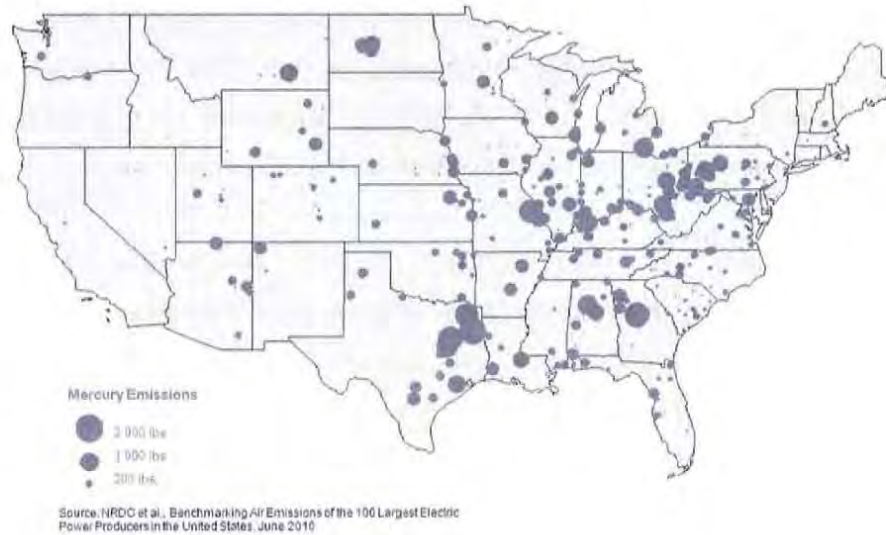 Mercury Emissions
2 000 lbs
1 000 lbs
200 lbs.
Source: NRDC et al., Benchmarking Air Emissions of the 100 Largest Electric
Power Producers in the United States, June 2010